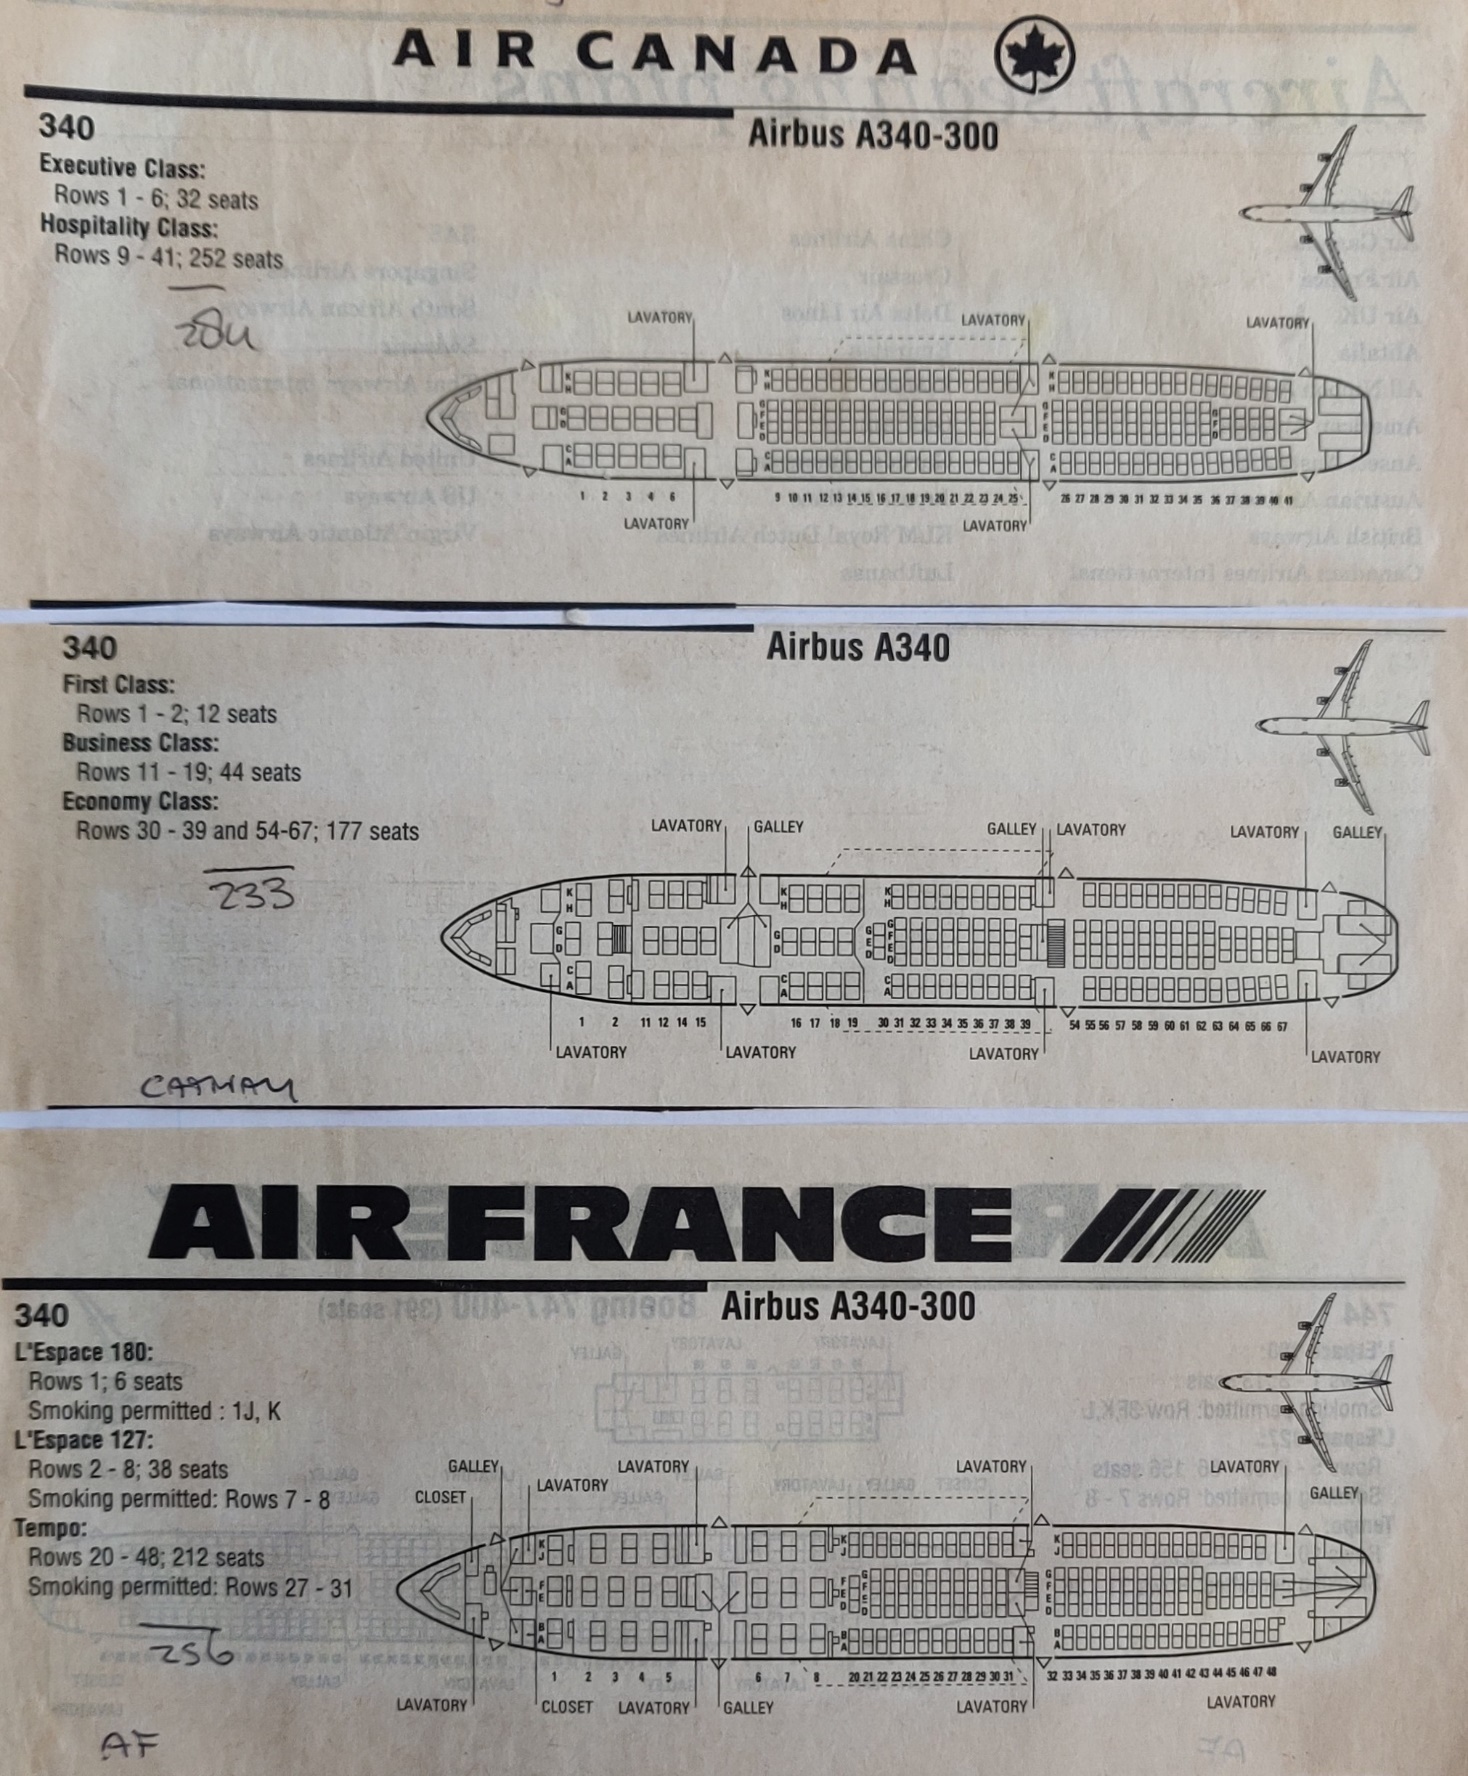 AIR CANADA
340
Airbus A340-300
Executive Class:
Rows 1 - 6; 32 seats
Hospitality Class:
Rows 9 - 41; 252 seats
284
LAVATORY
LAVATORY
LAVATORY
K H
K H
K H
G D
G F E D
G F E D
G F D
C A
C A
C A
1 2 3 4 6 9 10 11 12 13 14 15 16 17 18 19 20 21 22 23 24 25 26 27 28 29 30 31 32 33 34 35 36 37 38 39 40 41
LAVATORY
LAVATORY
340
Airbus A340
First Class:
Rows 1 - 2; 12 seats
Business Class:
Rows 11 - 19; 44 seats
Economy Class:
Rows 30 - 39 and 54-67; 177 seats
233
LAVATORY GALLEY GALLEY LAVATORY LAVATORY GALLEY
K H
K H
K H
G D
G D
G E D
G F E D
C A
C A
C A
1 2 11 12 14 15 16 17 18 19 30 31 32 33 34 35 36 37 38 39 54 55 56 57 58 59 60 61 62 63 64 65 66 67
LAVATORY LAVATORY LAVATORY LAVATORY
AIR FRANCE
340
Airbus A340-300
L'Espace 180:
Rows 1; 6 seats
Smoking permitted : 1J, K
L'Espace 127:
Rows 2 - 8; 38 seats
Smoking permitted: Rows 7 - 8
Tempo:
Rows 20 - 48; 212 seats
Smoking permitted: Rows 27 - 31
256
AF
GALLEY LAVATORY LAVATORY LAVATORY
CLOSET LAVATORY GALLEY
K J
K J
K J
F E
F E D
G F E D
G F E D
B A
B A
B A
1 2 3 4 5 6 7 8 20 21 22 23 24 25 26 27 28 29 30 31 32 33 34 35 36 37 38 39 40 41 42 43 44 45 46 47 48
LAVATORY CLOSET LAVATORY GALLEY LAVATORY LAVATORY